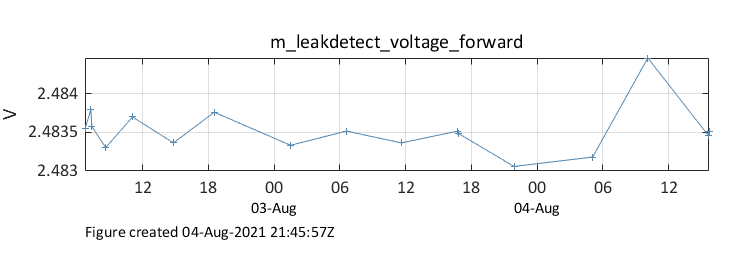 m_leakdetect_voltage_forward
V
2.484
2.4835
2.483
12 18 00 06 12 18 00 06 12
03-Aug 04-Aug
Figure created 04-Aug-2021 21:45:57Z